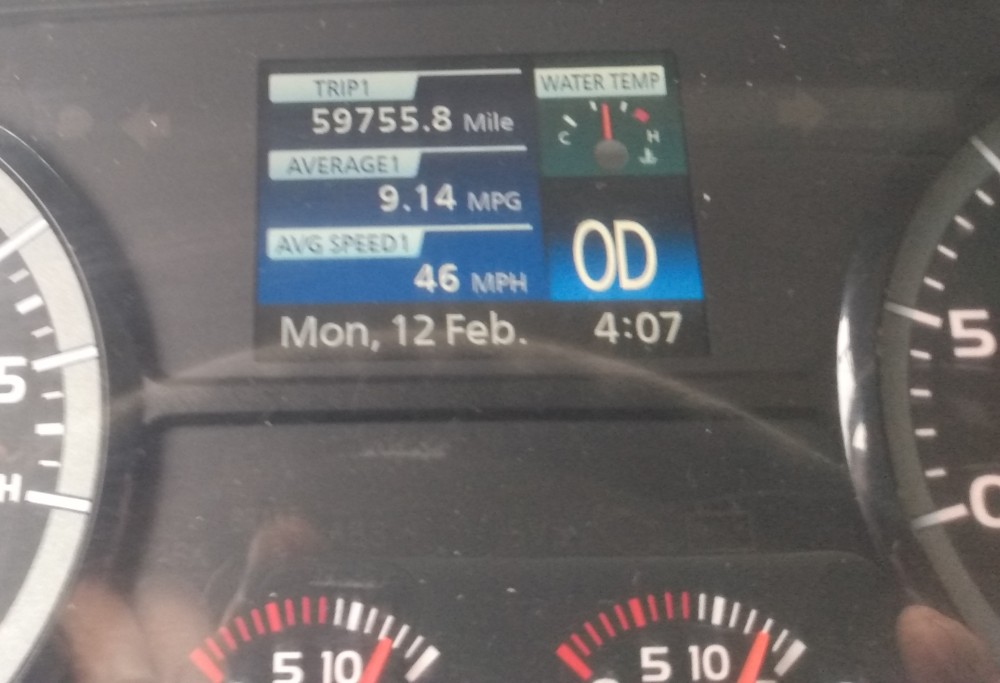 TRIP1
59755.8 Mile
AVERAGE1
9.14 MPG
AVG SPEED1
46 MPH
WATER TEMP
C H
OD
Mon, 12 Feb. 4:07
5
H
5
0
5 10
5 10